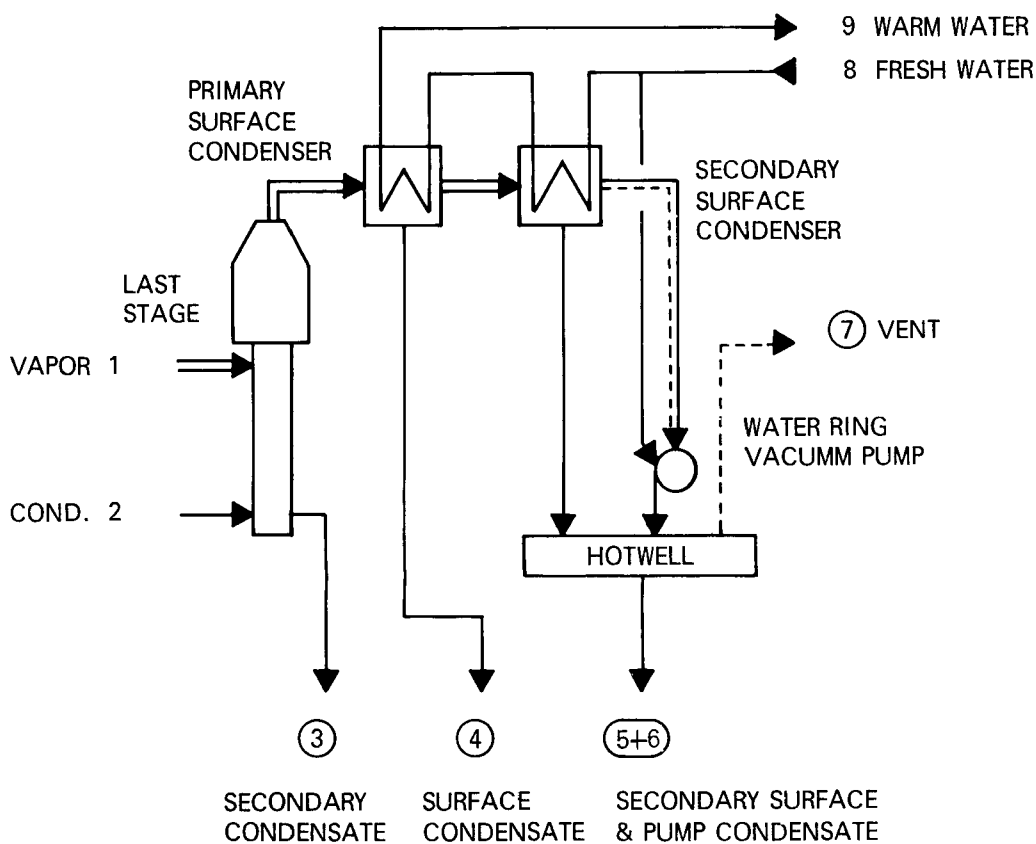 9 WARM WATER
8 FRESH WATER
PRIMARY
SURFACE
CONDENSER
SECONDARY
SURFACE
CONDENSER
LAST
STAGE
7 VENT
VAPOR 1
WATER RING
VACUMM PUMP
COND. 2
HOTWELL
3
4
5+6
SECONDARY
CONDENSATE
SURFACE
CONDENSATE
SECONDARY SURFACE
& PUMP CONDENSATE